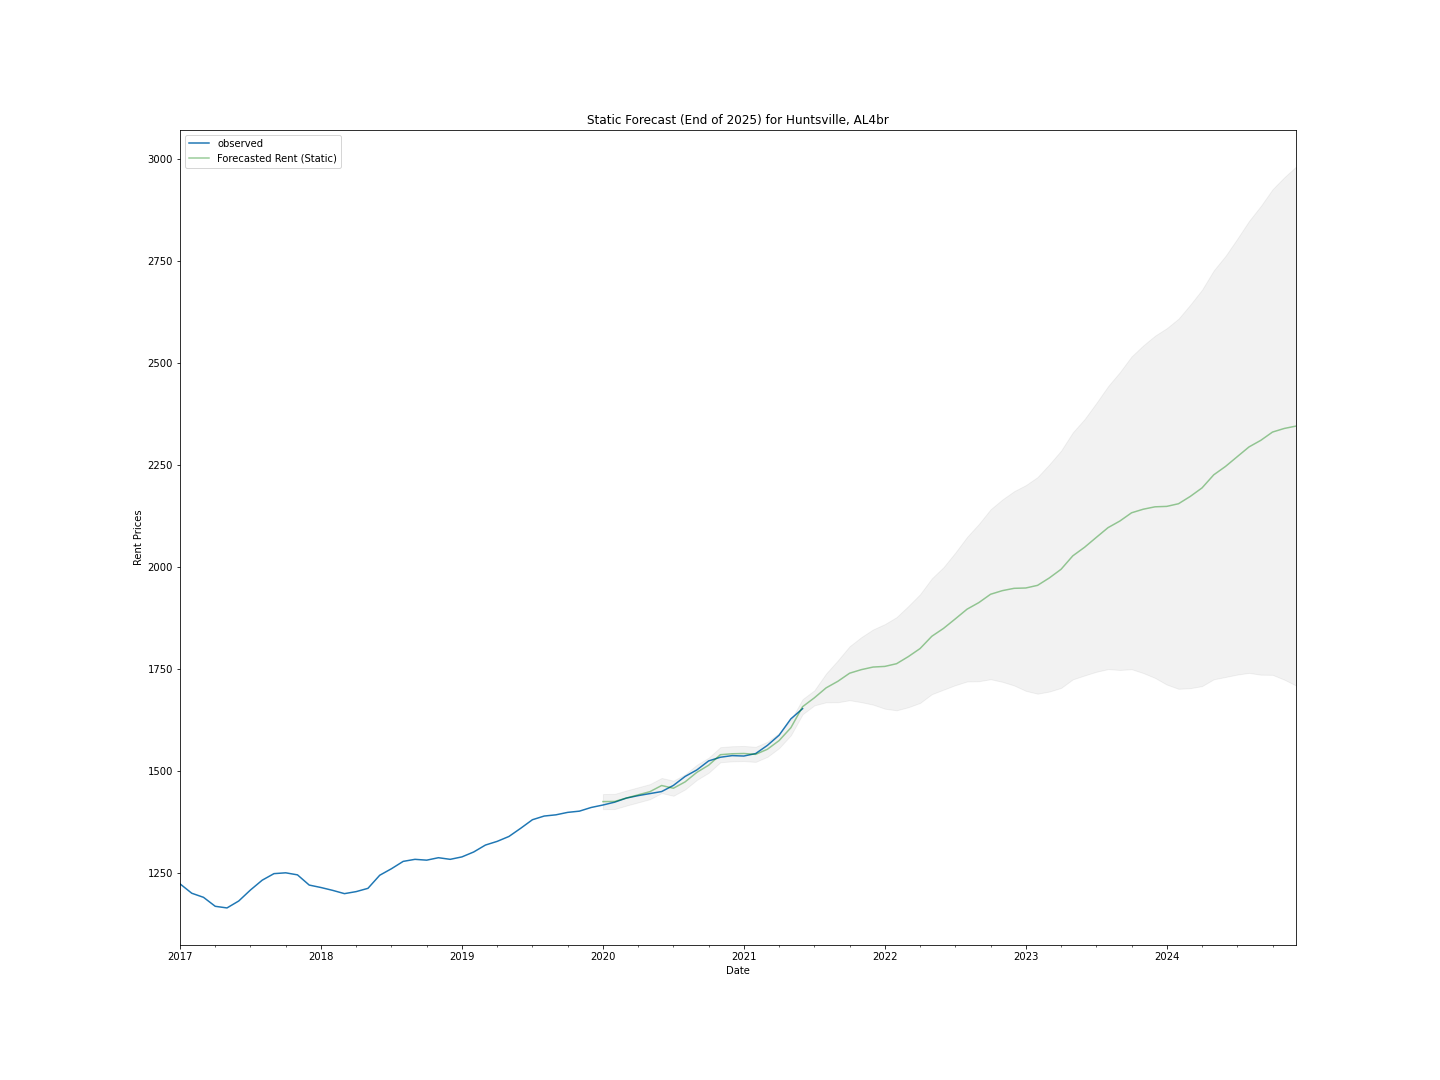 Static Forecast (End of 2025) for Huntsville, AL4br
observed
Forecasted Rent (Static)
3000
2750
2500
2250
2000
1750
1500
1250
Rent Prices
2017 2018 2019 2020 2021 2022 2023 2024
Date